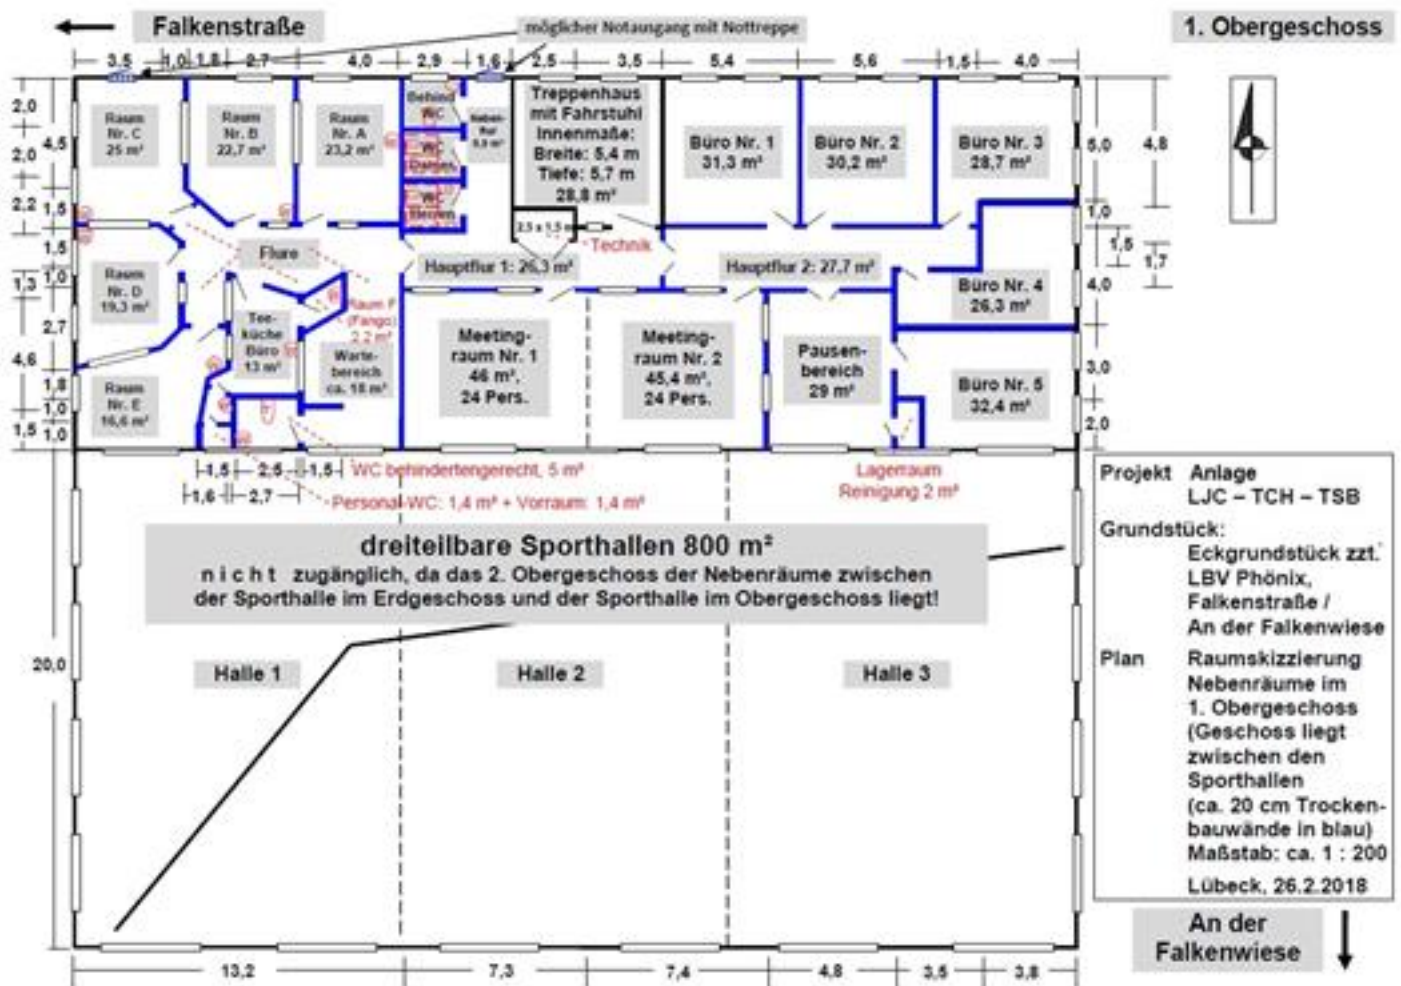 Falkenstraße
möglicher Notausgang mit Nottreppe
1. Obergeschoss
3,5 1,0 1,8 2,7 4,0 2,9 1,6 2,5 3,5 5,4 5,6 1,5 4,0
2,0
4,5
2,0
2,2
1,5
1,5
1,0
1,3
2,7
4,6
1,8
1,0
1,5
1,0
20,0
Raum
Nr. C
25 m²
Raum
Nr. B
22,7 m²
Raum
Nr. A
23,2 m²
Behind
WC
WC
Damen
WC
Herren
Neben-
flur
Treppenhaus
mit Fahrstuhl
Innenmaße:
Breite: 5,4 m
Tiefe: 5,7 m
28,8 m²
2,5 x 1,5 m
Technik
Büro Nr. 1
31,3 m²
Büro Nr. 2
30,2 m²
Büro Nr. 3
28,7 m²
5,0
4,8
1,0
1,5
1,7
4,0
3,0
2,0
Flure
Hauptflur 1: 26,3 m²
Hauptflur 2: 27,7 m²
Raum
Nr. D
19,3 m²
Tee-
küche
Büro
13 m²
Raum F
(Fango)
2,2 m²
Warte-
bereich
ca. 18 m²
Raum
Nr. E
16,6 m²
Meeting-
raum Nr. 1
46 m²,
24 Pers.
Meeting-
raum Nr. 2
45,4 m²,
24 Pers.
Pausen-
bereich
29 m²
Büro Nr. 4
26,3 m²
Büro Nr. 5
32,4 m²
1,5 2,5 1,5
1,6 2,7
WC behindertengerecht, 5 m²
Personal-WC: 1,4 m² + Vorraum: 1,4 m²
Lagerraum
Reinigung 2 m²
dreiteilbare Sporthallen 800 m²
n i c h t zugänglich, da das 2. Obergeschoss der Nebenräume zwischen
der Sporthalle im Erdgeschoss und der Sporthalle im Obergeschoss liegt!
Halle 1
Halle 2
Halle 3
13,2 7,3 7,4 4,8 3,5 3,8
Projekt Anlage
LJC – TCH – TSB
Grundstück:
Eckgrundstück zzt.
LBV Phönix,
Falkenstraße /
An der Falkenwiese
Plan Raumskizzierung
Nebenräume im
1. Obergeschoss
(Geschoss liegt
zwischen den
Sporthallen
(ca. 20 cm Trocken-
bauwände in blau)
Maßstab: ca. 1 : 200
Lübeck, 26.2.2018
An der
Falkenwiese